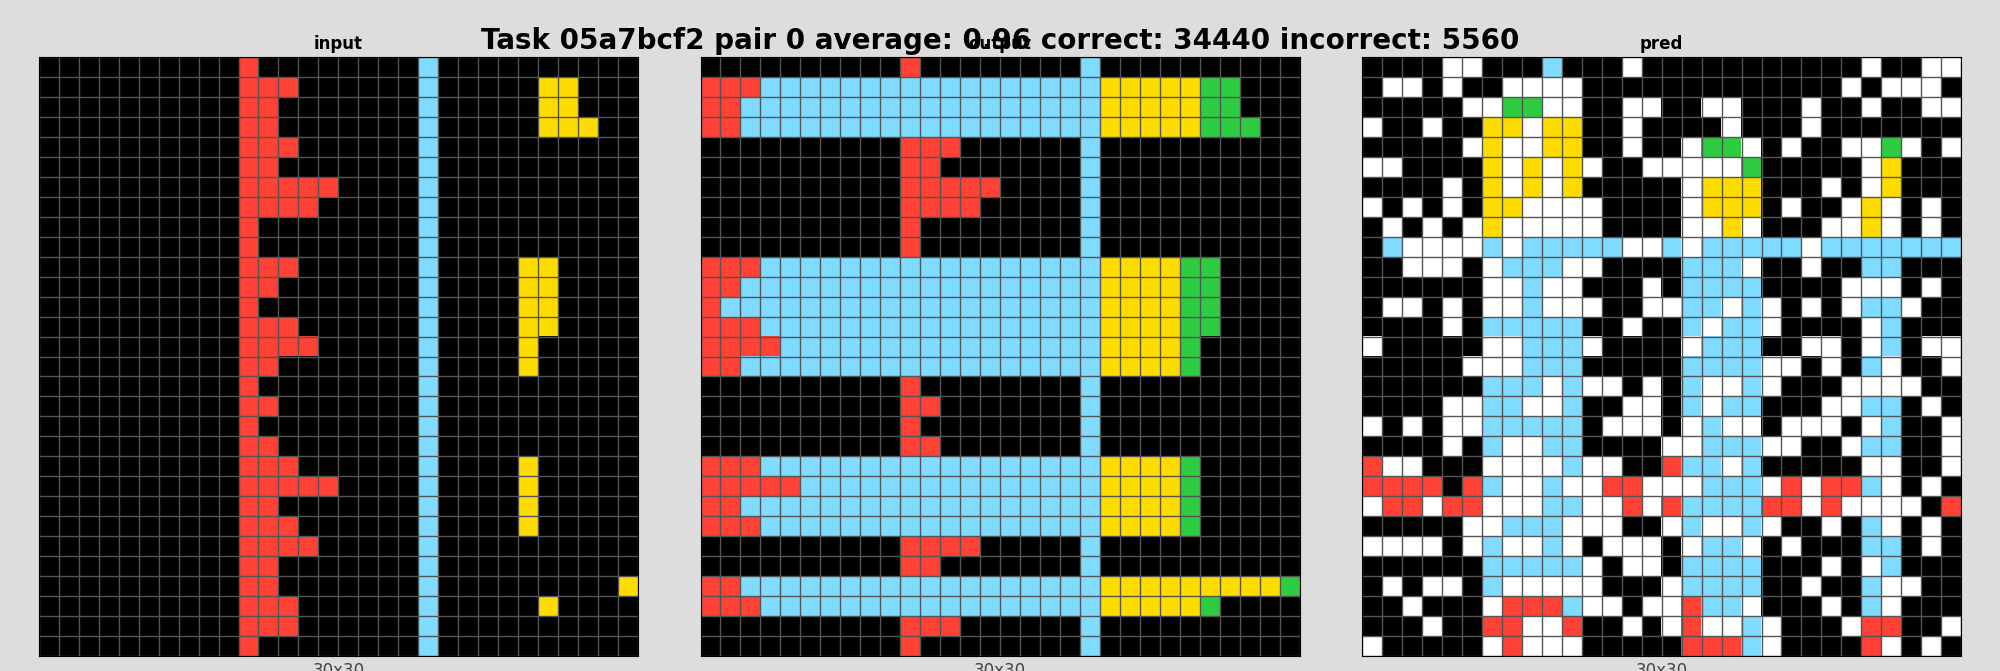 Task 05a7bcf2 pair 0 average: 0.96 correct: 34440 incorrect: 5560
input
output
pred
30x30
30x30
30x30